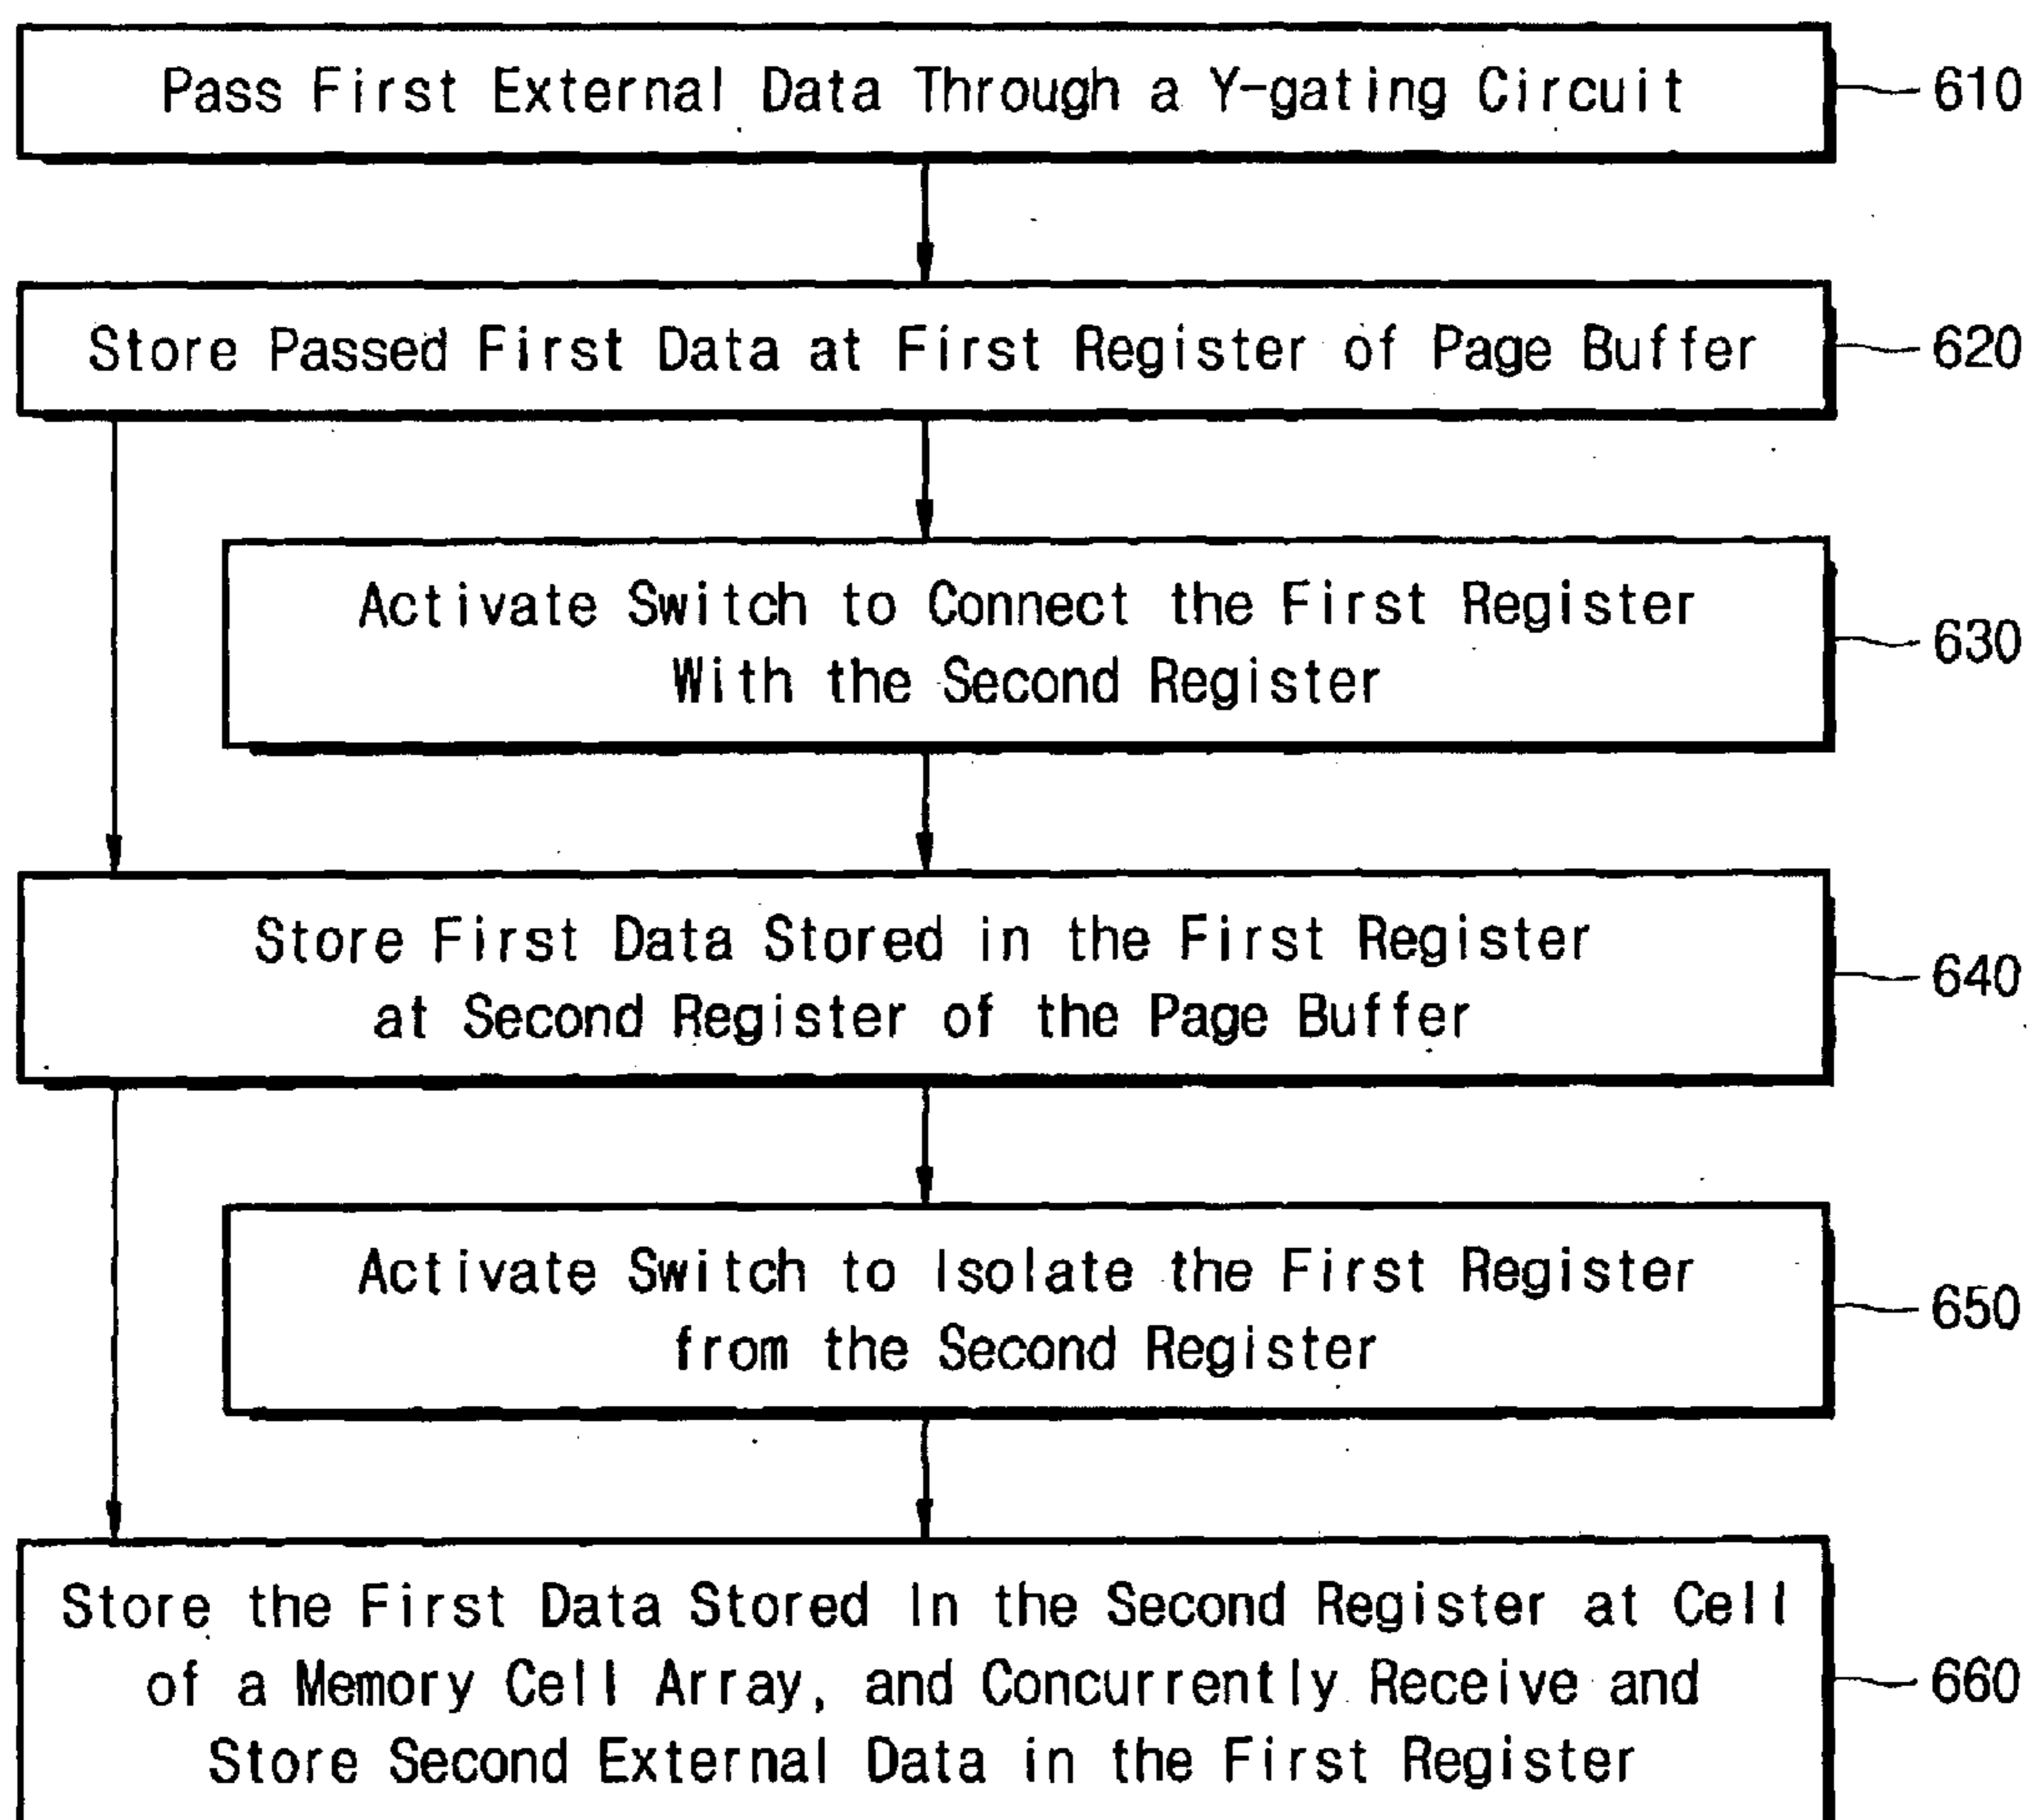 Pass First External Data Through a Y-gating Circuit
610
Store Passed First Data at First Register of Page Buffer
620
Activate Switch to Connect the First Register
With the Second Register
630
Store First Data Stored in the First Register
at Second Register of the Page Buffer
640
Activate Switch to Isolate the First Register
from the Second Register
650
Store the First Data Stored In the Second Register at Cell
of a Memory Cell Array, and Concurrently Receive and
Store Second External Data in the First Register
660